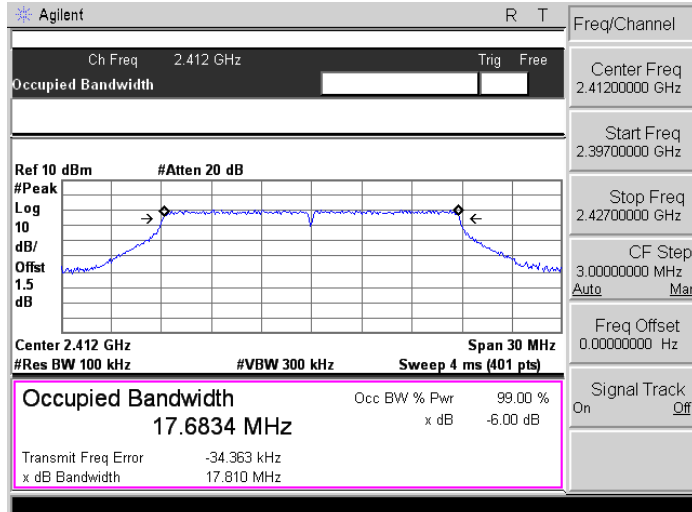 Agilent R T
Ch Freq 2.412 GHz Trig Free
Occupied Bandwidth
Ref 10 dBm #Atten 20 dB
#Peak
Log
10
dB/
Offst
1.5
dB
Center 2.412 GHz Span 30 MHz
#Res BW 100 kHz #VBW 300 kHz Sweep 4 ms (401 pts)
Occupied Bandwidth Occ BW % Pwr 99.00 %
17.6834 MHz x dB -6.00 dB
Transmit Freq Error -34.363 kHz
x dB Bandwidth 17.810 MHz
Freq/Channel
Center Freq
2.41200000 GHz
Start Freq
2.39700000 GHz
Stop Freq
2.42700000 GHz
CF Step
3.00000000 MHz
Auto Man
Freq Offset
0.00000000 Hz
Signal Track
On Off